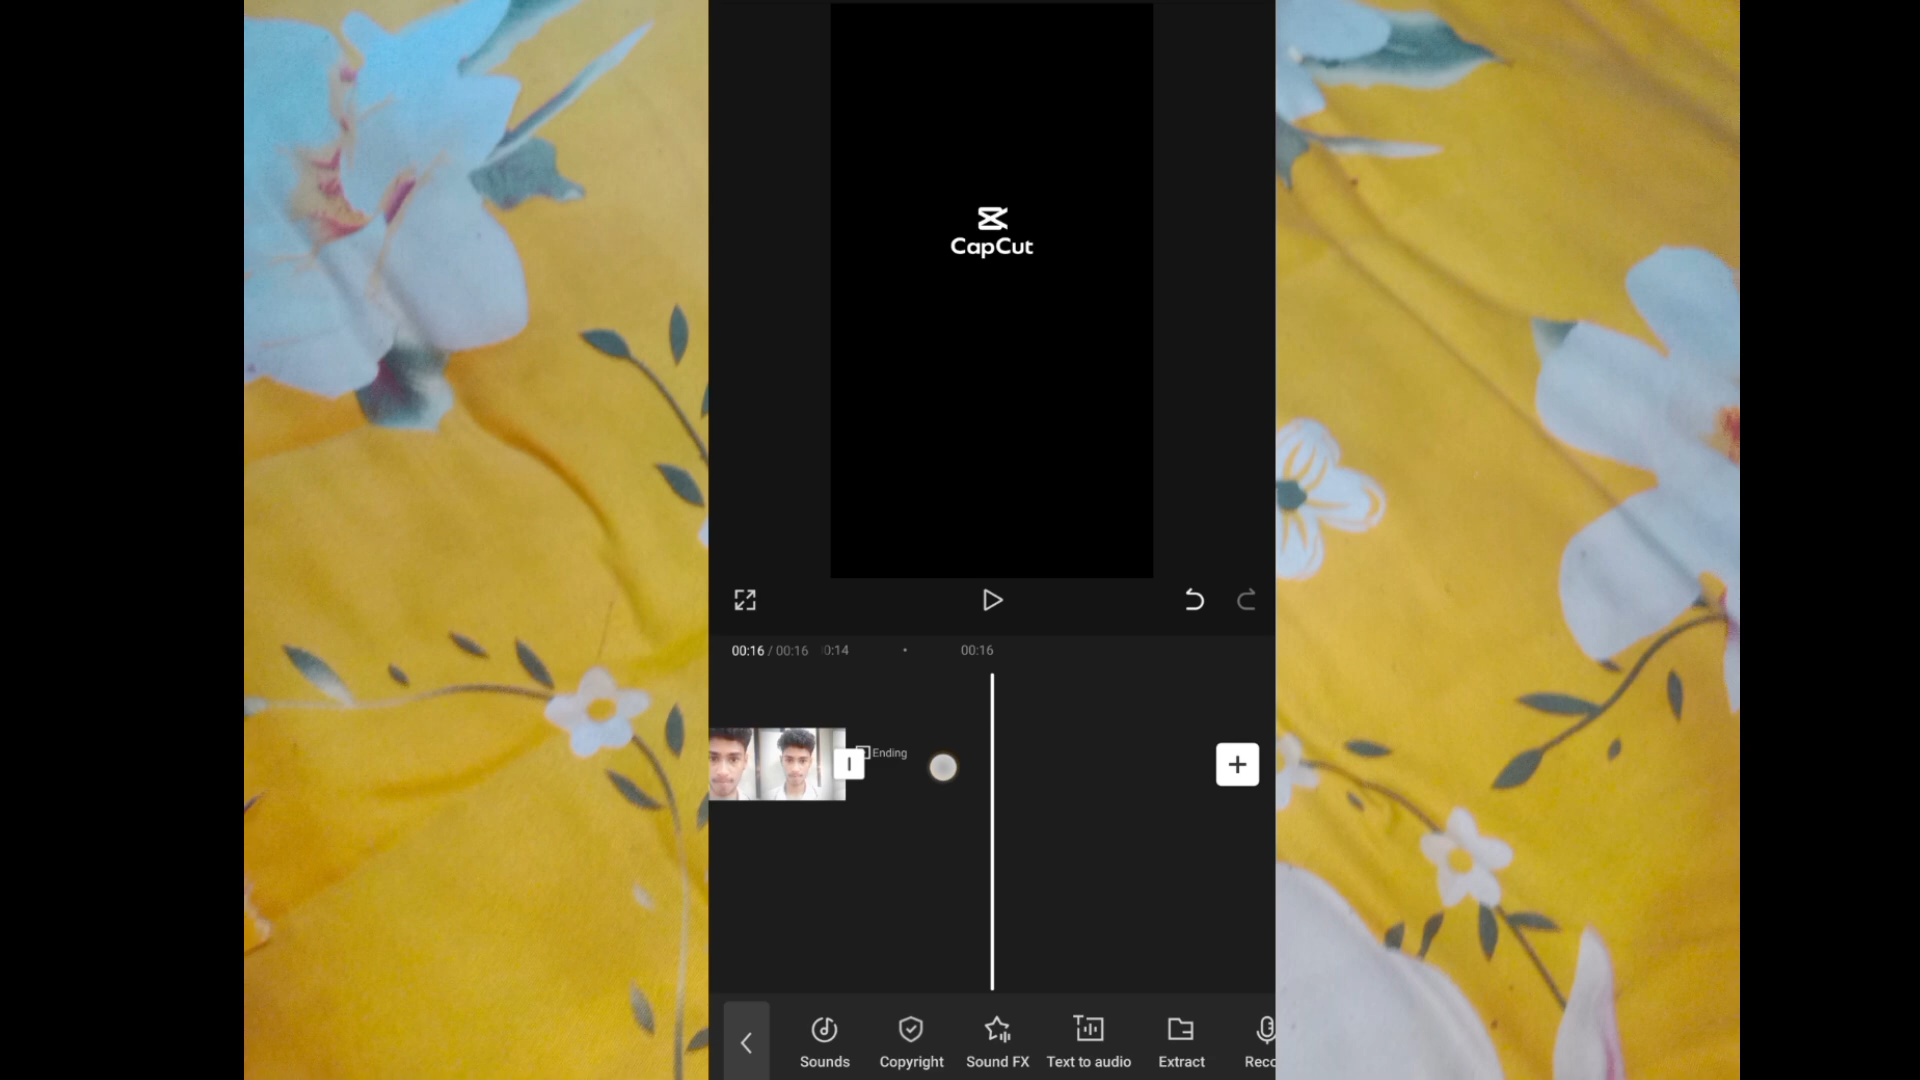 CapCut
00:16 / 00:16
0:14
00:16
Ending
Sounds
Copyright
Sound FX
Text to audio
Extract
Reco